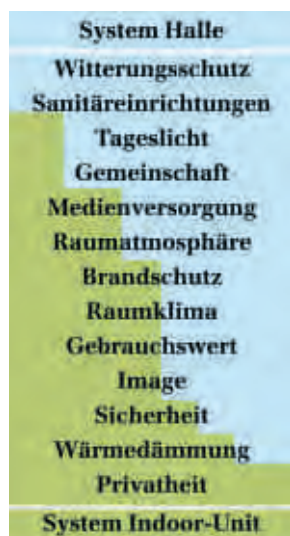 System Halle
Witterungsschutz
Sanitäreinrichtungen
Tageslicht
Gemeinschaft
Medienversorgung
Raumatmosphäre
Brandschutz
Raumklima
Gebrauchswert
Image
Sicherheit
Wärmedämmung
Privatheit
System Indoor-Unit